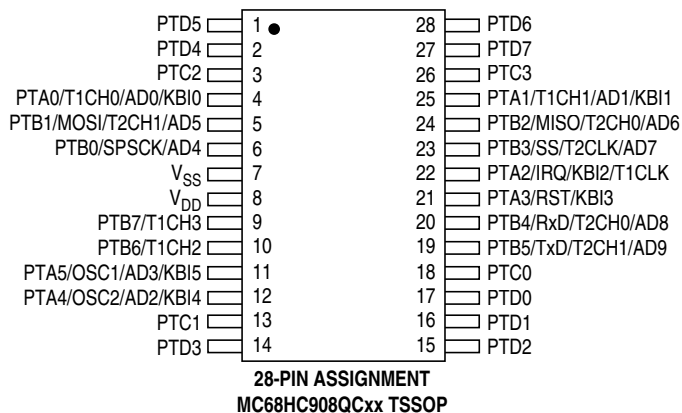 PTD5 1 28 PTD6
PTD4 2 27 PTD7
PTC2 3 26 PTC3
PTA0/T1CH0/AD0/KBI0 4 25 PTA1/T1CH1/AD1/KBI1
PTB1/MOSI/T2CH1/AD5 5 24 PTB2/MISO/T2CH0/AD6
PTB0/SPSCK/AD4 6 23 PTB3/SS/T2CLK/AD7
VSS 7 22 PTA2/IRQ/KBI2/T1CLK
VDD 8 21 PTA3/RST/KBI3
PTB7/T1CH3 9 20 PTB4/RxD/T2CH0/AD8
PTB6/T1CH2 10 19 PTB5/TxD/T2CH1/AD9
PTA5/OSC1/AD3/KBI5 11 18 PTC0
PTA4/OSC2/AD2/KBI4 12 17 PTD0
PTC1 13 16 PTD1
PTD3 14 15 PTD2
28-PIN ASSIGNMENT
MC68HC908QCxx TSSOP